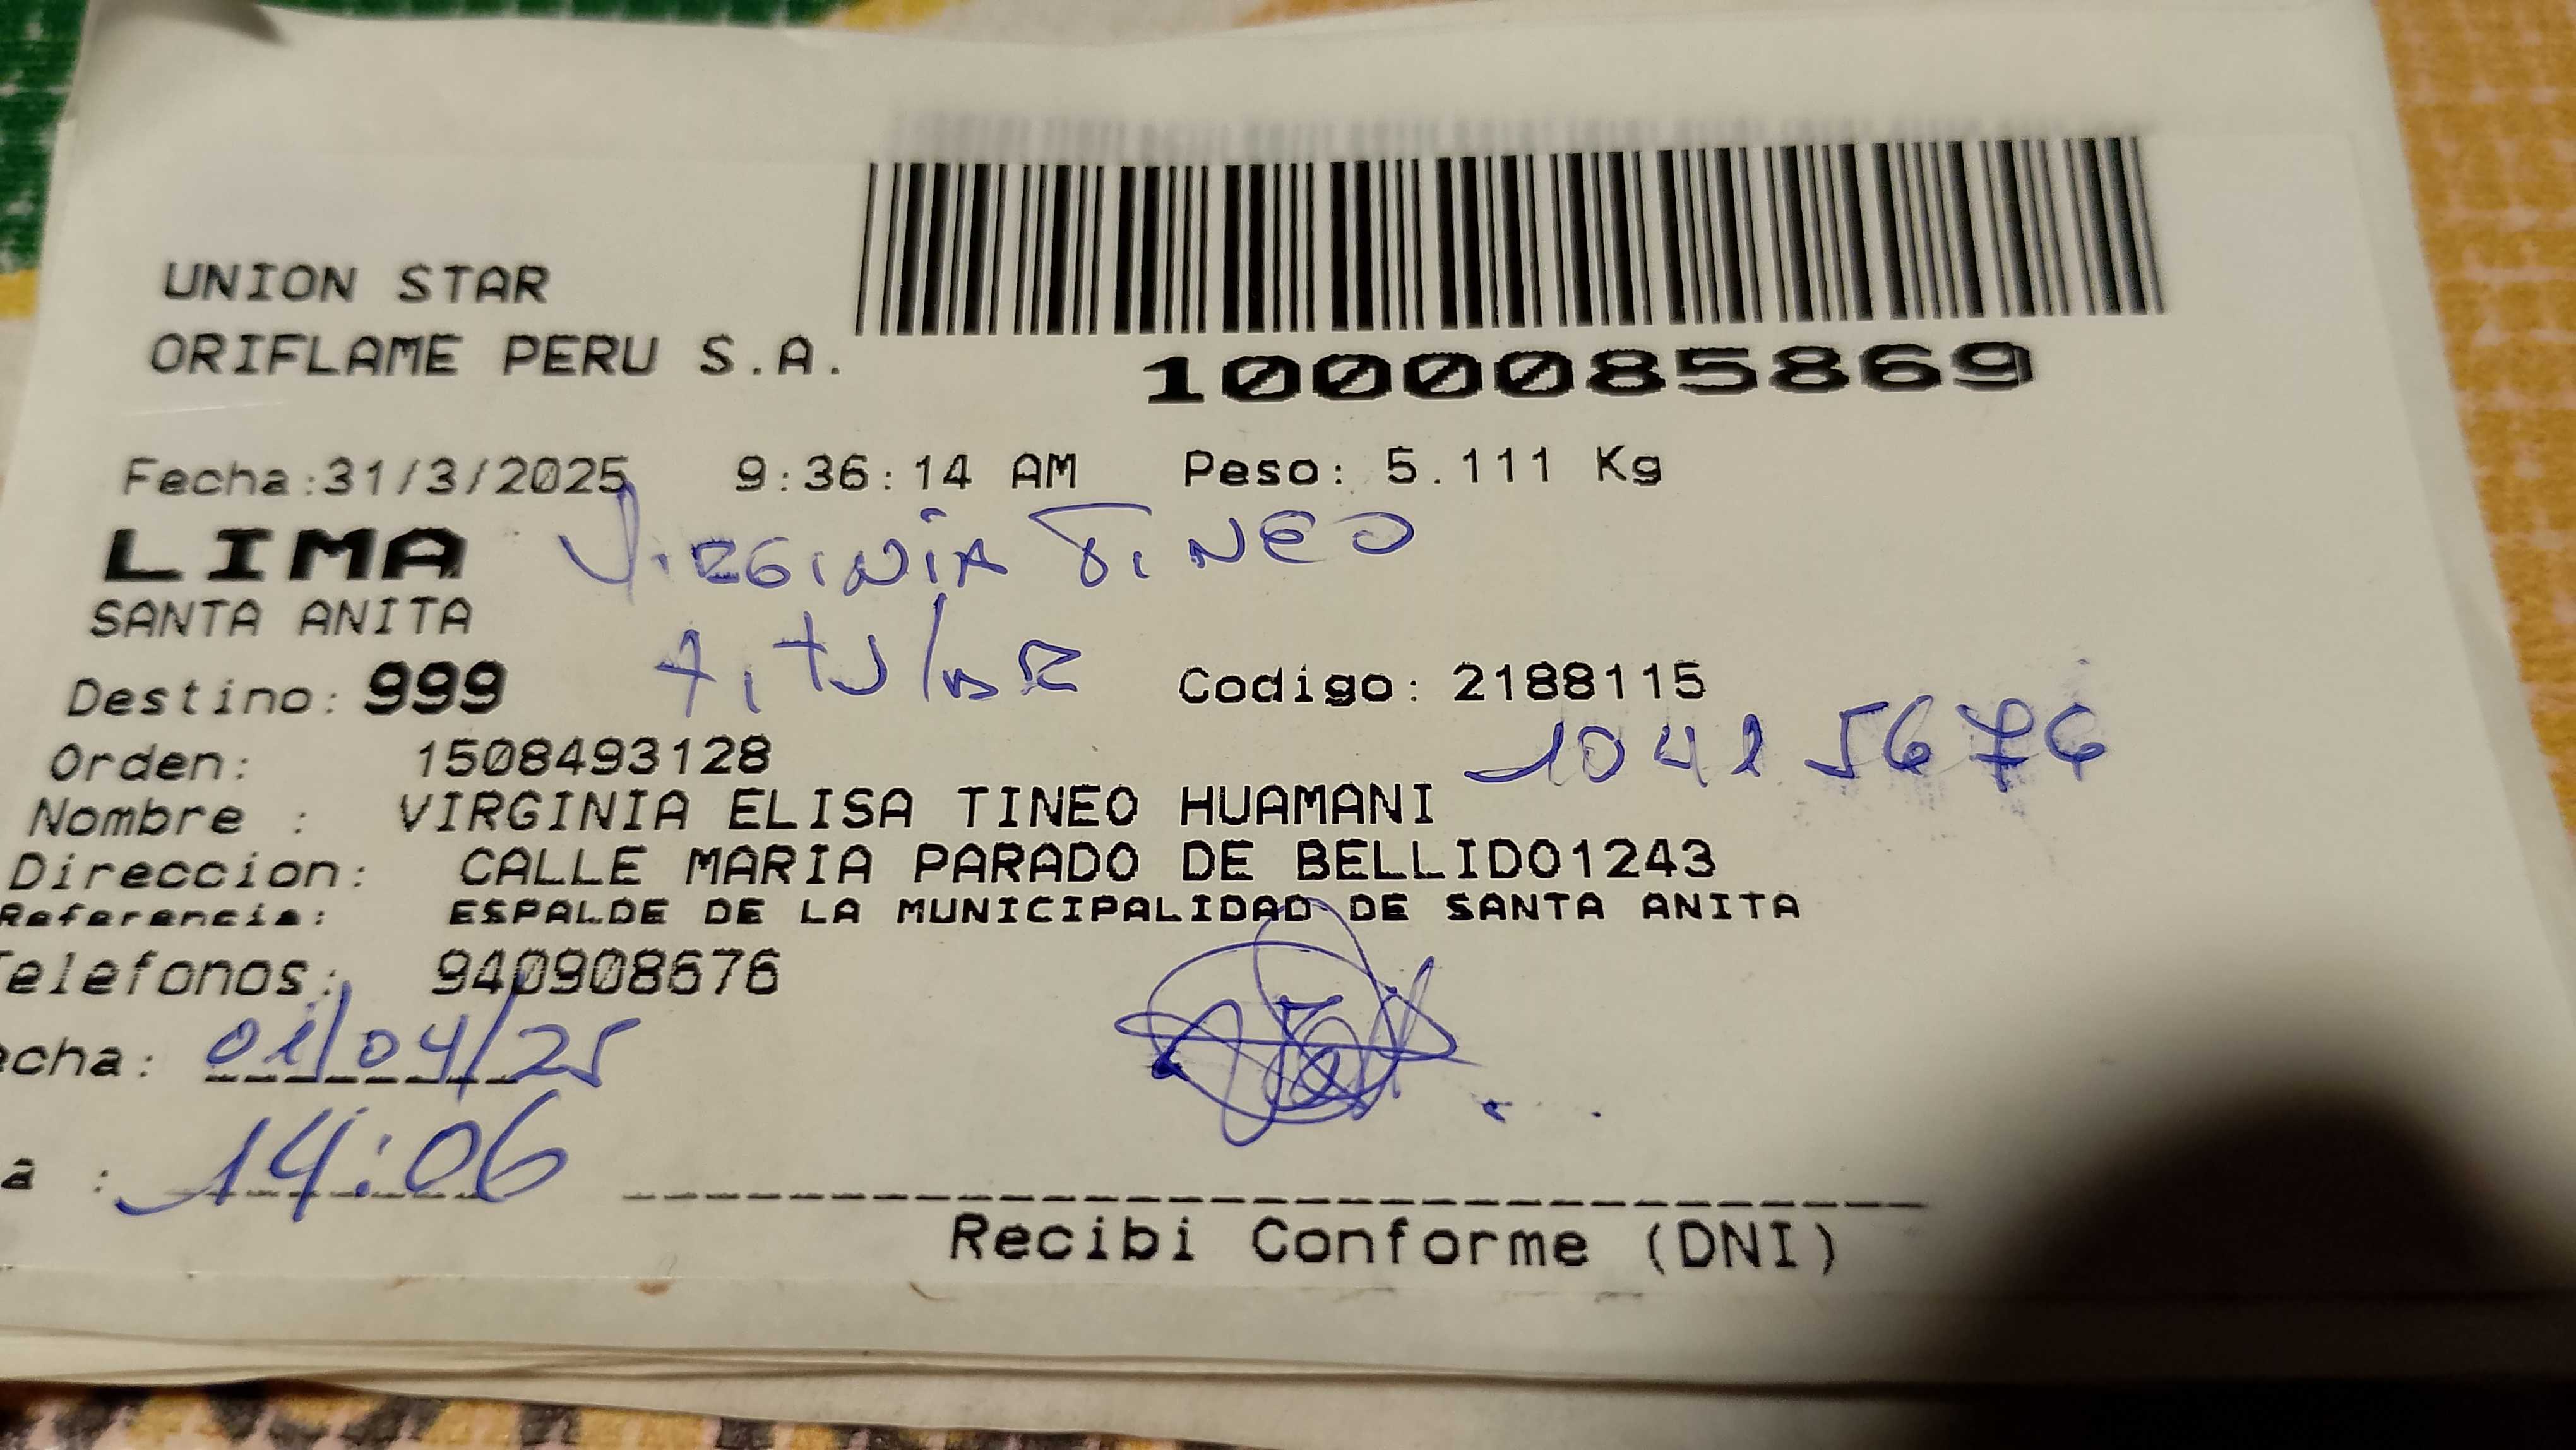 UNION STAR
ORIFLAME PERU S.A.
1000085869
Fecha:31/3/2025 9:36:14 AM Peso: 5.111 Kg
LIMA VIRGINIA TINEO
SANTA ANITA
Destino: 999 TITULAR Codigo: 2188115
Orden: 1508493128 10415676
Nombre : VIRGINIA ELISA TINEO HUAMANI
Direccion: CALLE MARIA PARADO DE BELLIDO1243
Referencia: ESPALDE DE LA MUNICIPALIDAD DE SANTA ANITA
Telefonos: 940908676
echa: 01/04/25
a : 14:06
Recibi Conforme (DNI)